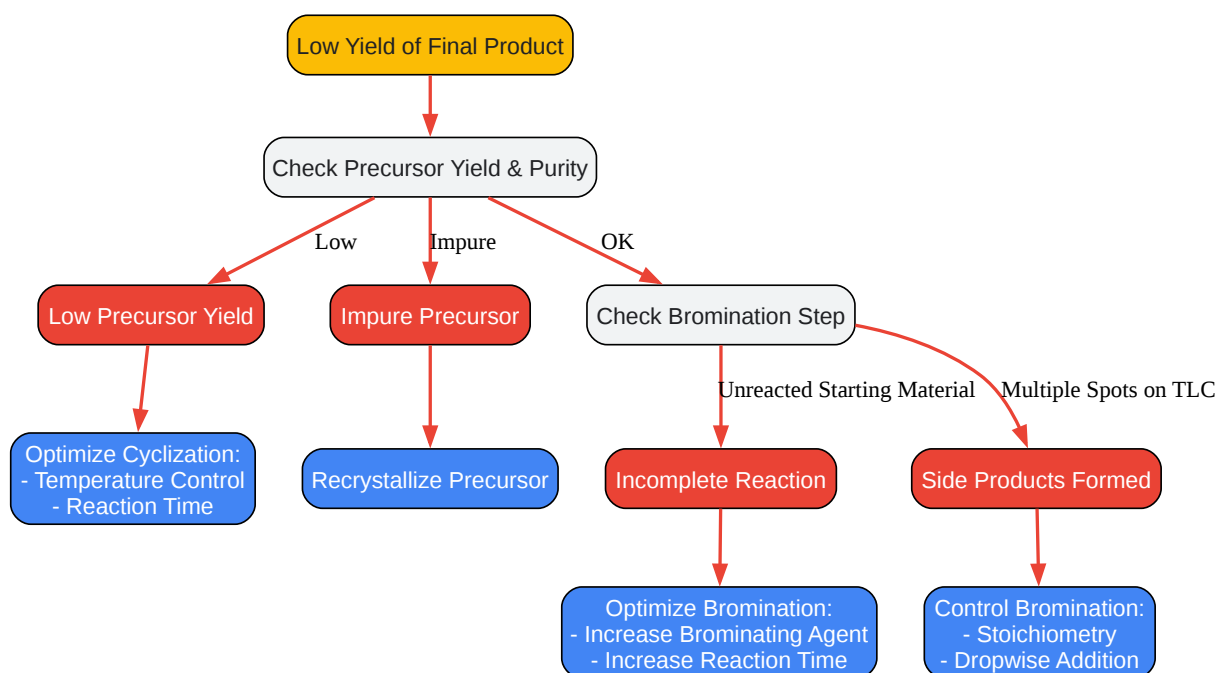 Low Yield of Final Product
Check Precursor Yield & Purity
Low
Impure
OK
Low Precursor Yield
Impure Precursor
Check Bromination Step
Unreacted Starting Material
Multiple Spots on TLC
Optimize Cyclization:
- Temperature Control
- Reaction Time
Recrystallize Precursor
Incomplete Reaction
Side Products Formed
Optimize Bromination:
- Increase Brominating Agent
- Increase Reaction Time
Control Bromination:
- Stoichiometry
- Dropwise Addition